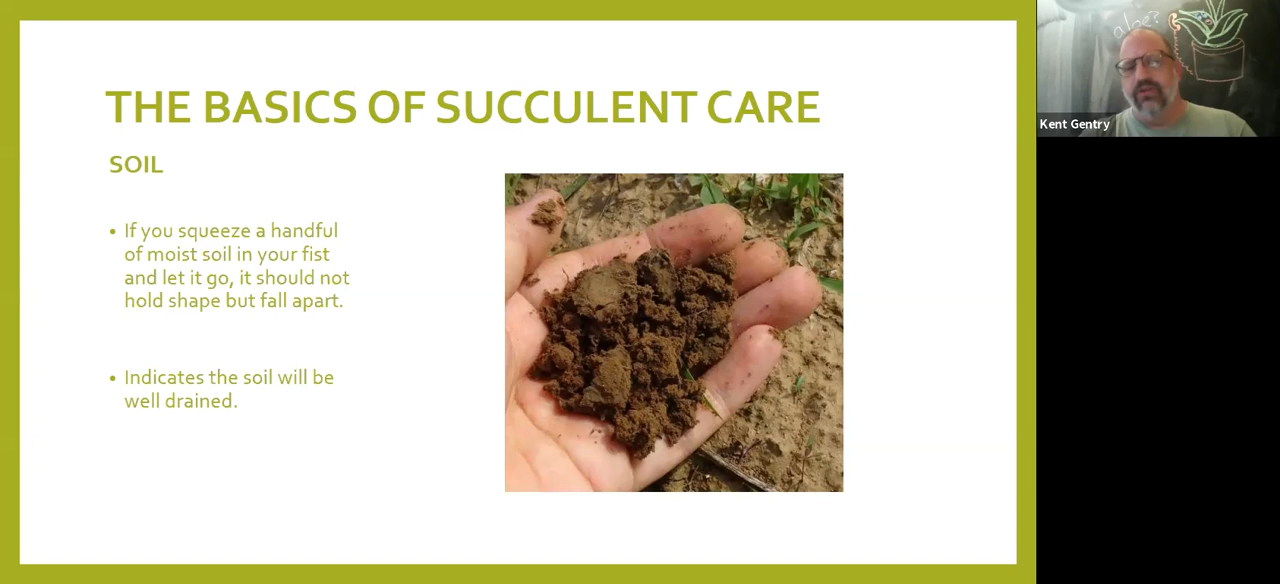 THE BASICS OF SUCCULENT CARE
SOIL
• If you squeeze a handful
of moist soil in your fist
and let it go, it should not
hold shape but fall apart.
• Indicates the soil will be
well drained.
aloe?
Kent Gentry